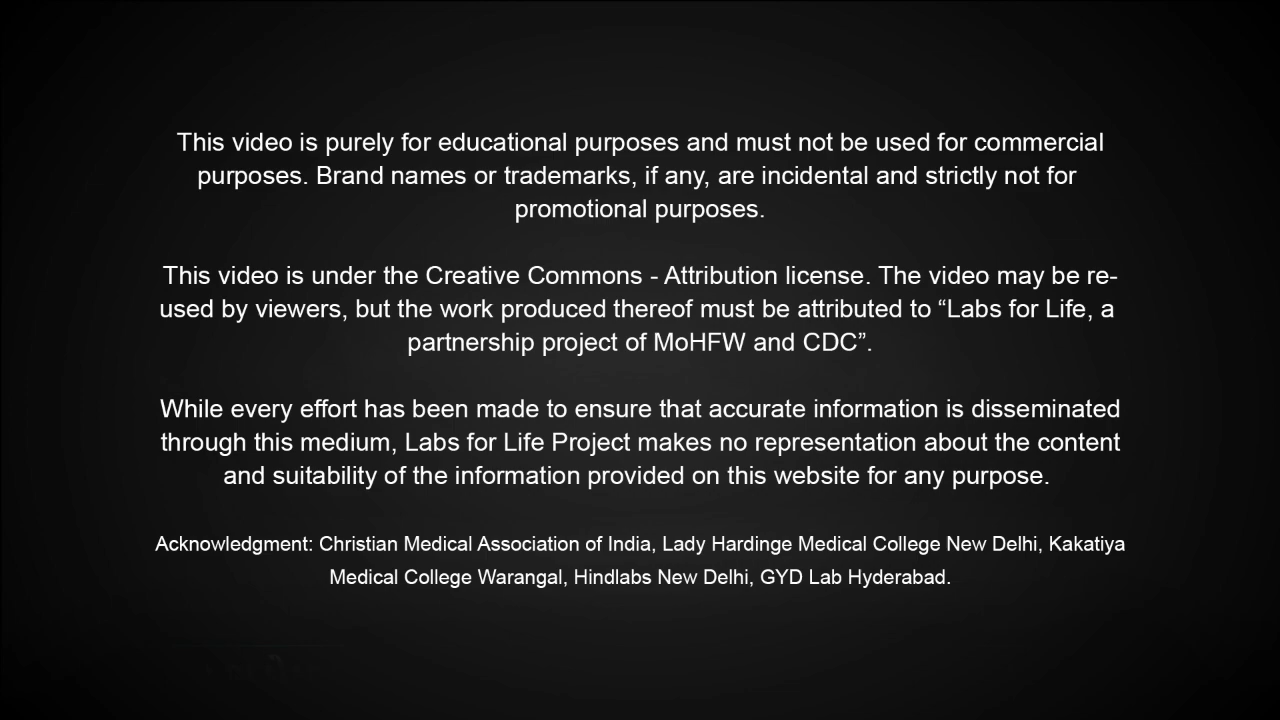 This video is purely for educational purposes and must not be used for commercial
purposes. Brand names or trademarks, if any, are incidental and strictly not for
promotional purposes.
This video is under the Creative Commons - Attribution license. The video may be re-
used by viewers, but the work produced thereof must be attributed to “Labs for Life, a
partnership project of MoHFW and CDC”.
While every effort has been made to ensure that accurate information is disseminated
through this medium, Labs for Life Project makes no representation about the content
and suitability of the information provided on this website for any purpose.
Acknowledgment: Christian Medical Association of India, Lady Hardinge Medical College New Delhi, Kakatiya
Medical College Warangal, Hindlabs New Delhi, GYD Lab Hyderabad.